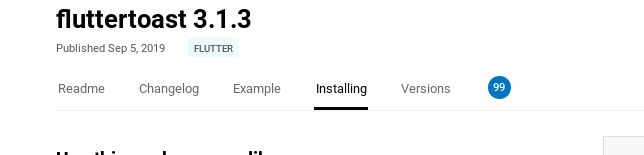 fluttertoast 3.1.3
Published Sep 5, 2019 FLUTTER
Readme Changelog Example Installing Versions 99